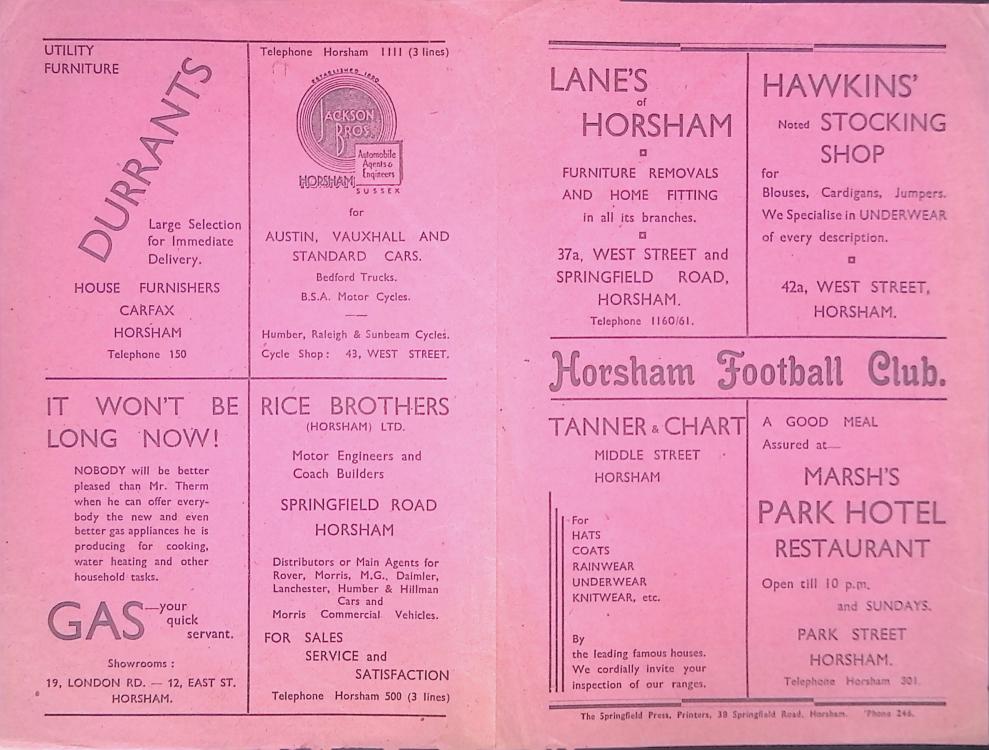 UTILITY
FURNITURE
DURRANTS
Large Selection
for Immediate
Delivery.
HOUSE FURNISHERS
CARFAX
HORSHAM
Telephone 150
Telephone Horsham 1111 (3 lines)
ESTABLISHED 1890
JACKSON
BROS.
Automobile
Agents &
Engineers
HORSHAM
SUSSEX
for
AUSTIN, VAUXHALL AND
STANDARD CARS.
Bedford Trucks.
B.S.A. Motor Cycles.
Humber, Raleigh & Sunbeam Cycles.
Cycle Shop: 43, WEST STREET.
IT WON'T BE
LONG NOW!
NOBODY will be better
pleased than Mr. Therm
when he can offer every-
body the new and even
better gas appliances he is
producing for cooking,
water heating and other
household tasks.
GAS—your
quick
servant.
Showrooms :
19, LONDON RD. — 12, EAST ST.
HORSHAM.
RICE BROTHERS
(HORSHAM) LTD.
Motor Engineers and
Coach Builders
SPRINGFIELD ROAD
HORSHAM
Distributors or Main Agents for
Rover, Morris, M.G., Daimler,
Lanchester, Humber & Hillman
Cars and
Morris Commercial Vehicles.
FOR SALES
SERVICE and
SATISFACTION
Telephone Horsham 500 (3 lines)
LANE'S
of
HORSHAM
FURNITURE REMOVALS
AND HOME FITTING
in all its branches.
37a, WEST STREET and
SPRINGFIELD ROAD,
HORSHAM.
Telephone 1160/61.
HAWKINS'
Noted STOCKING
SHOP
for
Blouses, Cardigans, Jumpers.
We Specialise in UNDERWEAR
of every description.
42a, WEST STREET,
HORSHAM.
Horsham Football Club.
TANNER & CHART
MIDDLE STREET
HORSHAM
For
HATS
COATS
RAINWEAR
UNDERWEAR
KNITWEAR, etc.
By
the leading famous houses.
We cordially invite your
inspection of our ranges.
A GOOD MEAL
Assured at—
MARSH'S
PARK HOTEL
RESTAURANT
Open till 10 p.m.
and SUNDAYS.
PARK STREET
HORSHAM.
Telephone Horsham 301.
The Springfield Press, Printers, 38 Springfield Road, Horsham. 'Phone 246.